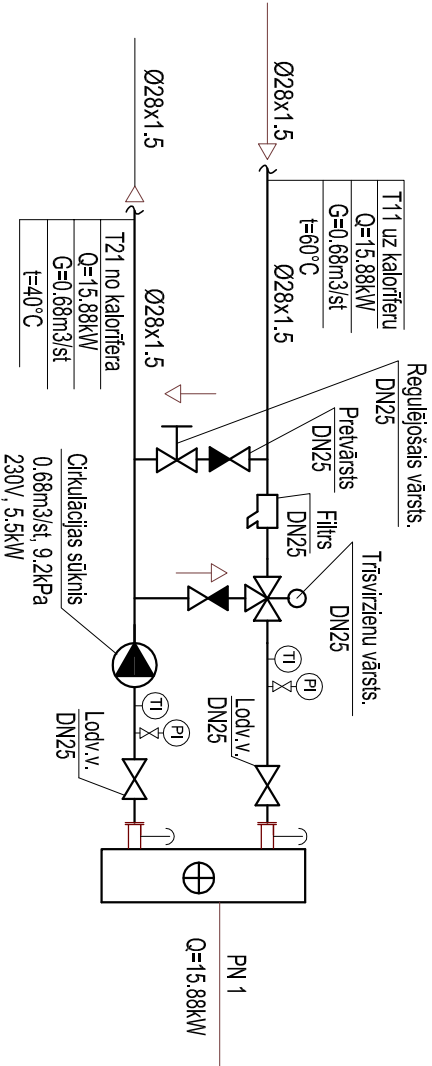 Ø28x1.5
Ø28x1.5
T11 uz kalorīferu
Q=15.88kW
G=0.68m3/st
t=60°C
Ø28x1.5
Ø28x1.5
T21 no kalorīfera
Q=15.88kW
G=0.68m3/st
t=40°C
Regulējošais vārsts.
DN25
Pretvārsts
DN25
Filtrs
DN25
Trīsvirzienu vārsts.
DN25
Cirkulācijas sūknis
0.68m3/st, 9.2kPa
230V, 5.5kW
TI
PI
TI
PI
Lodv.v.
DN25
Lodv.v.
DN25
PN 1
Q=15.88kW